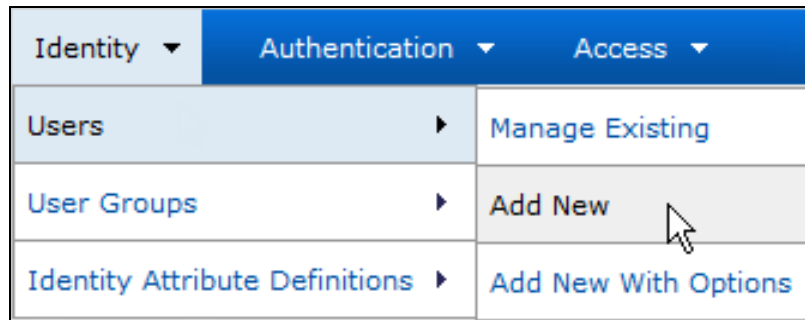 Identity Authentication Access
Users Manage Existing
User Groups Add New
Identity Attribute Definitions Add New With Options